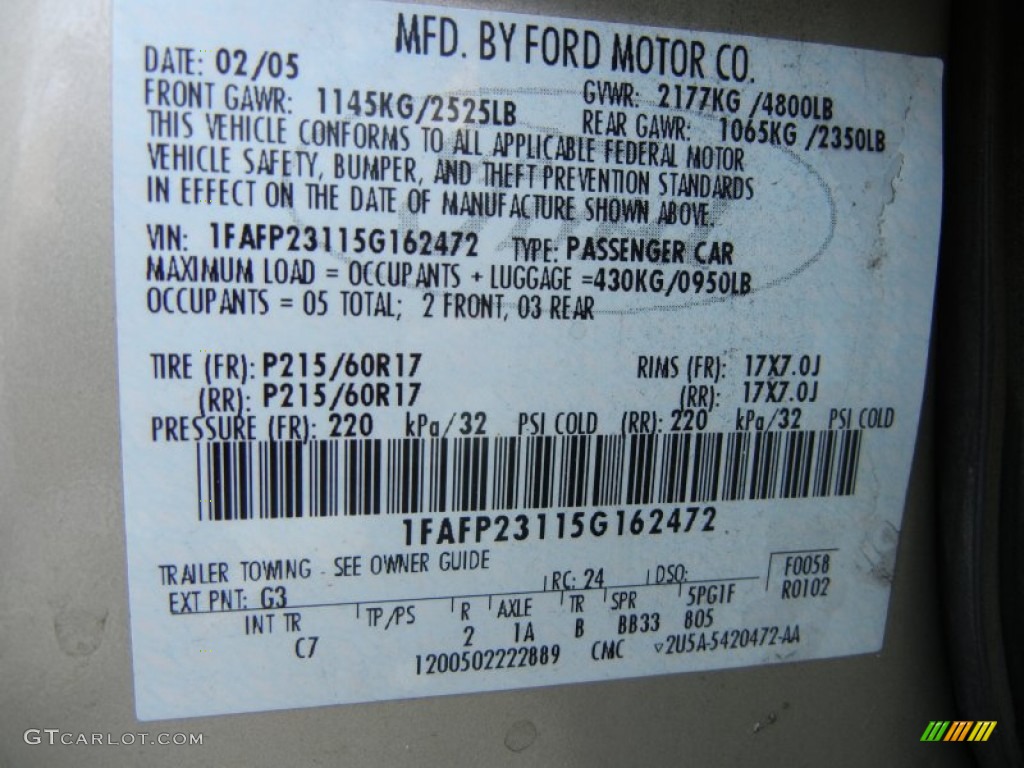 MFD. BY FORD MOTOR CO.
DATE: 02/05
GVWR: 2177KG /4800LB
FRONT GAWR: 1145KG/2525LB
REAR GAWR: 1065KG /2350LB
THIS VEHICLE CONFORMS TO ALL APPLICABLE FEDERAL MOTOR
VEHICLE SAFETY, BUMPER, AND THEFT PREVENTION STANDARDS
IN EFFECT ON THE DATE OF MANUFACTURE SHOWN ABOVE.
VIN: 1FAFP23115G162472 TYPE: PASSENGER CAR
MAXIMUM LOAD = OCCUPANTS + LUGGAGE =430KG/0950LB
OCCUPANTS = 05 TOTAL; 2 FRONT, 03 REAR
TIRE (FR): P215/60R17 RIMS (FR): 17X7.0J
(RR): P215/60R17 (RR): 17X7.0J
PRESSURE (FR): 220 kPa/32 PSI COLD (RR): 220 kPa/32 PSI COLD
1FAFP23115G162472
TRAILER TOWING - SEE OWNER GUIDE
F0058
EXT PNT: G3 RC: 24 DSO:
R0102
INT TR TP/PS R AXLE TR SPR 5PG1F
C7 2 1A B BB33 B05
1200502222889 CMC ▽2U5A-5420472-AA
GTCARLOT.COM